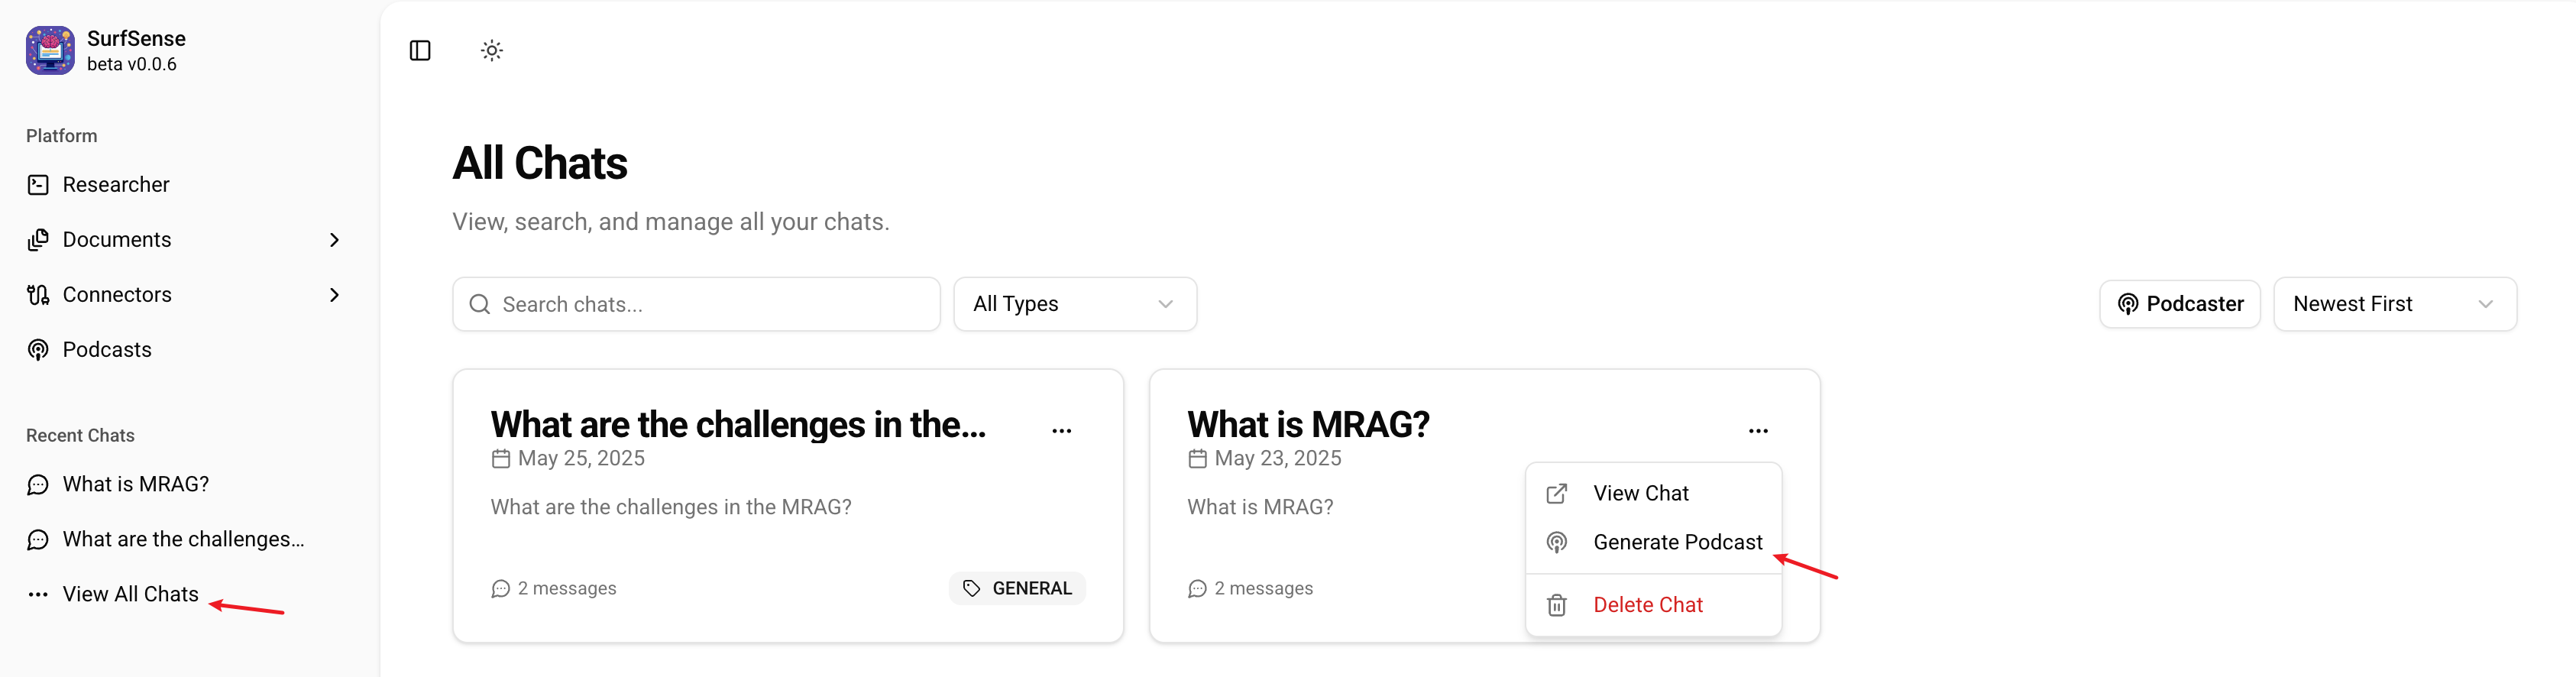 SurfSense
beta v0.0.6
Platform
Researcher
Documents
Connectors
Podcasts
Recent Chats
What is MRAG?
What are the challenges...
View All Chats
All Chats
View, search, and manage all your chats.
Search chats...
All Types
Podcaster
Newest First
What are the challenges in the...
May 25, 2025
What are the challenges in the MRAG?
2 messages
GENERAL
What is MRAG?
May 23, 2025
What is MRAG?
2 messages
View Chat
Generate Podcast
Delete Chat